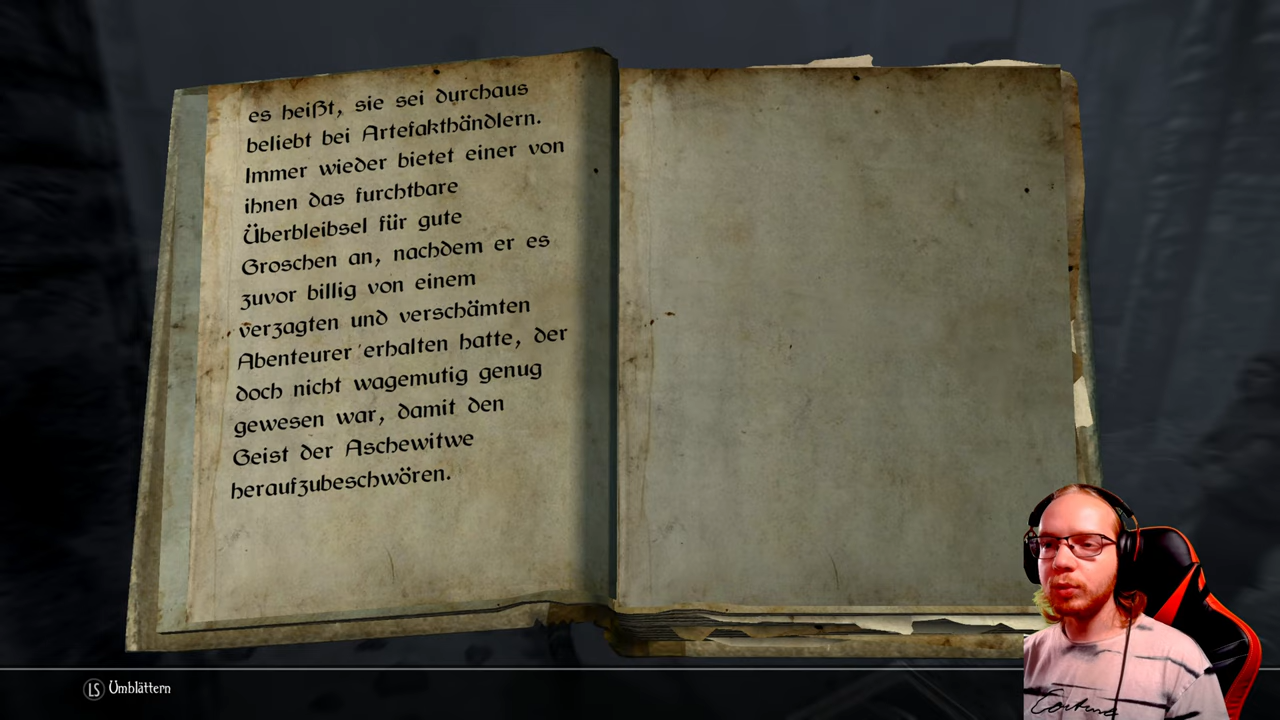 es heißt, sie sei durchaus
beliebt bei Artefakthändlern.
Immer wieder bietet einer von
ihnen das furchtbare
Überbleibsel für gute
Groschen an, nachdem er es
zuvor billig von einem
verzagten und verschämten
Abenteurer erhalten hatte, der
doch nicht wagemutig genug
gewesen war, damit den
Geist der Aschewitwe
heraufzubeschwören.
LS Umblättern